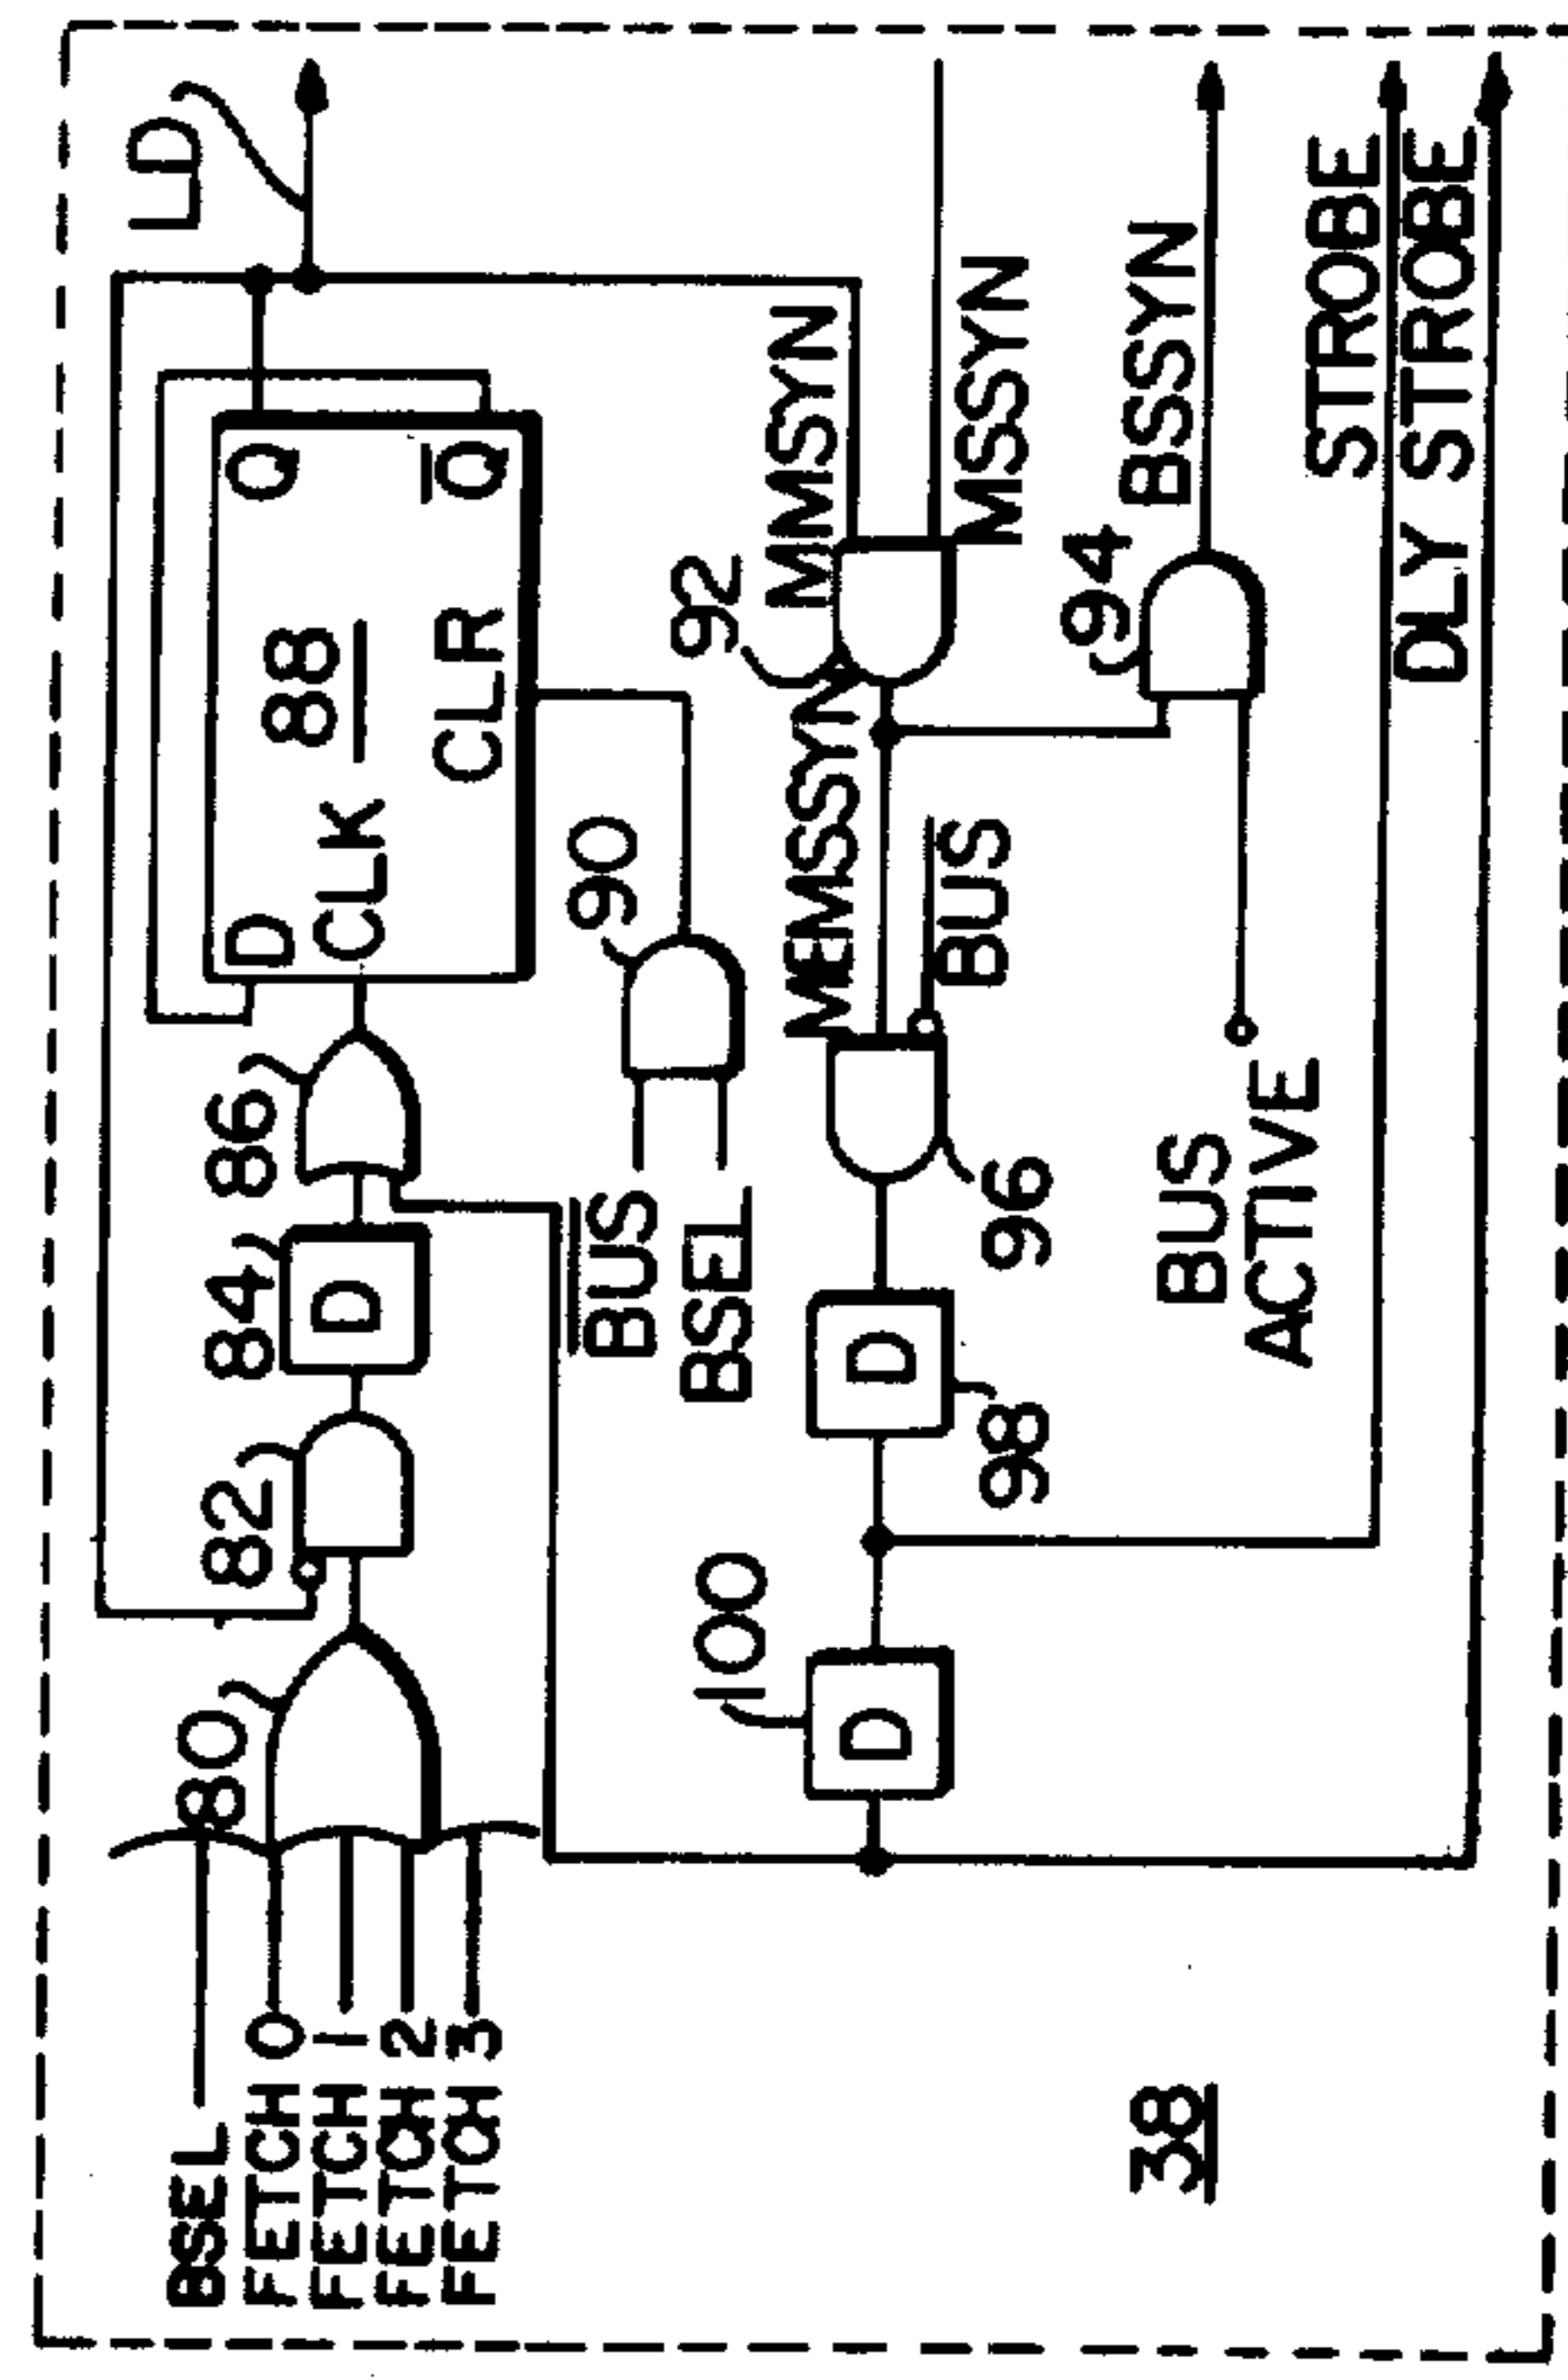 BSEL
FETCH 0
FETCH 1
FETCH 2
FETCH 3
80
82
84
D
86
D
CLK
88
CLR
Q
Q̅
LD
B̅U̅S̅
BSEL
90
92
MMSYN
MSSYN
MEMSSYN
BUS
96
98
D
100
D
94
BSSYN
BUS
ACTIVE
STROBE
DLY STROBE
38